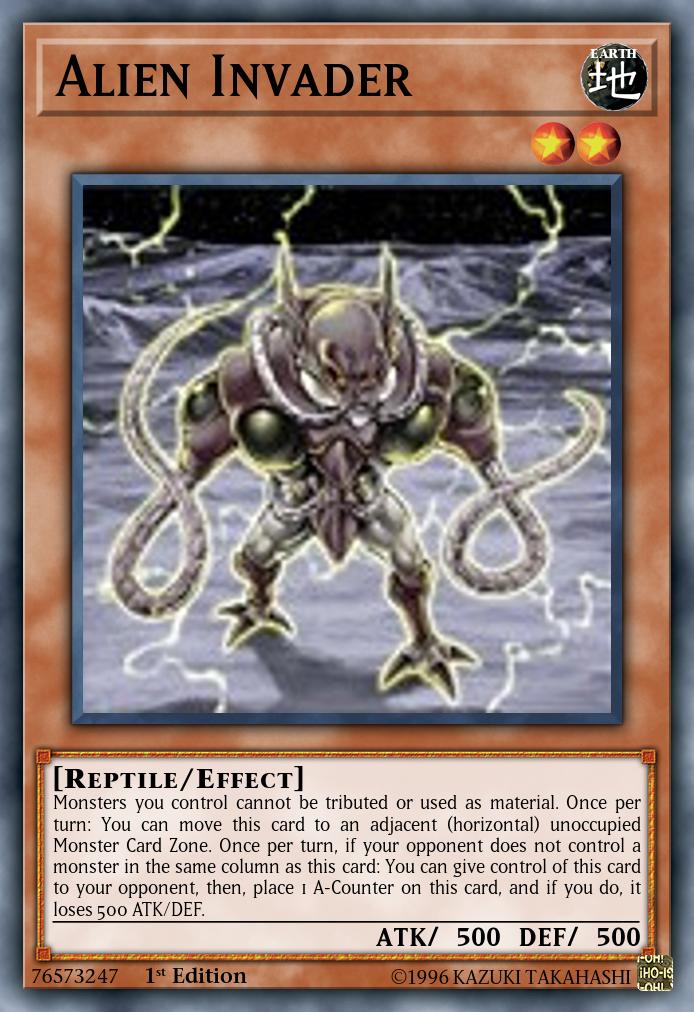 Alien Invader
EARTH
地
[Reptile/Effect]
Monsters you control cannot be tributed or used as material. Once per
turn: You can move this card to an adjacent (horizontal) unoccupied
Monster Card Zone. Once per turn, if your opponent does not control a
monster in the same column as this card: You can give control of this card
to your opponent, then, place 1 A-Counter on this card, and if you do, it
loses 500 ATK/DEF.
ATK/ 500 DEF/ 500
76573247 1st Edition ©1996 KAZUKI TAKAHASHI